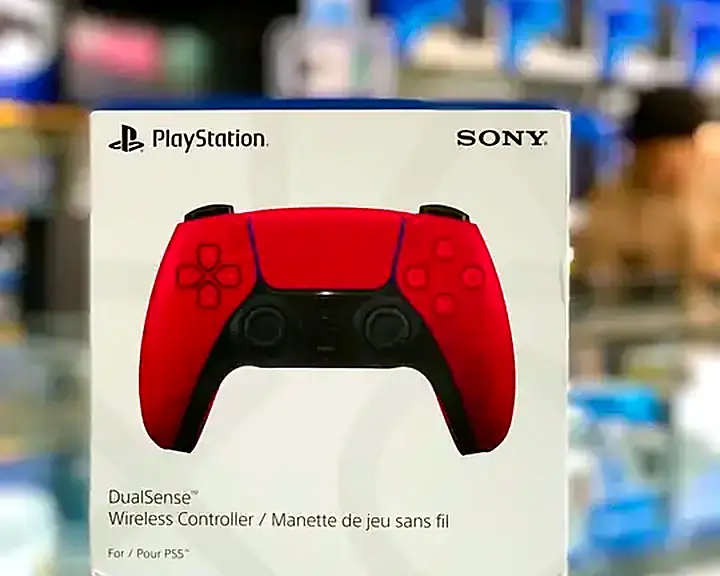 PlayStation®
SONY®
DualSense™
Wireless Controller / Manette de jeu sans fil
For / Pour PS5™